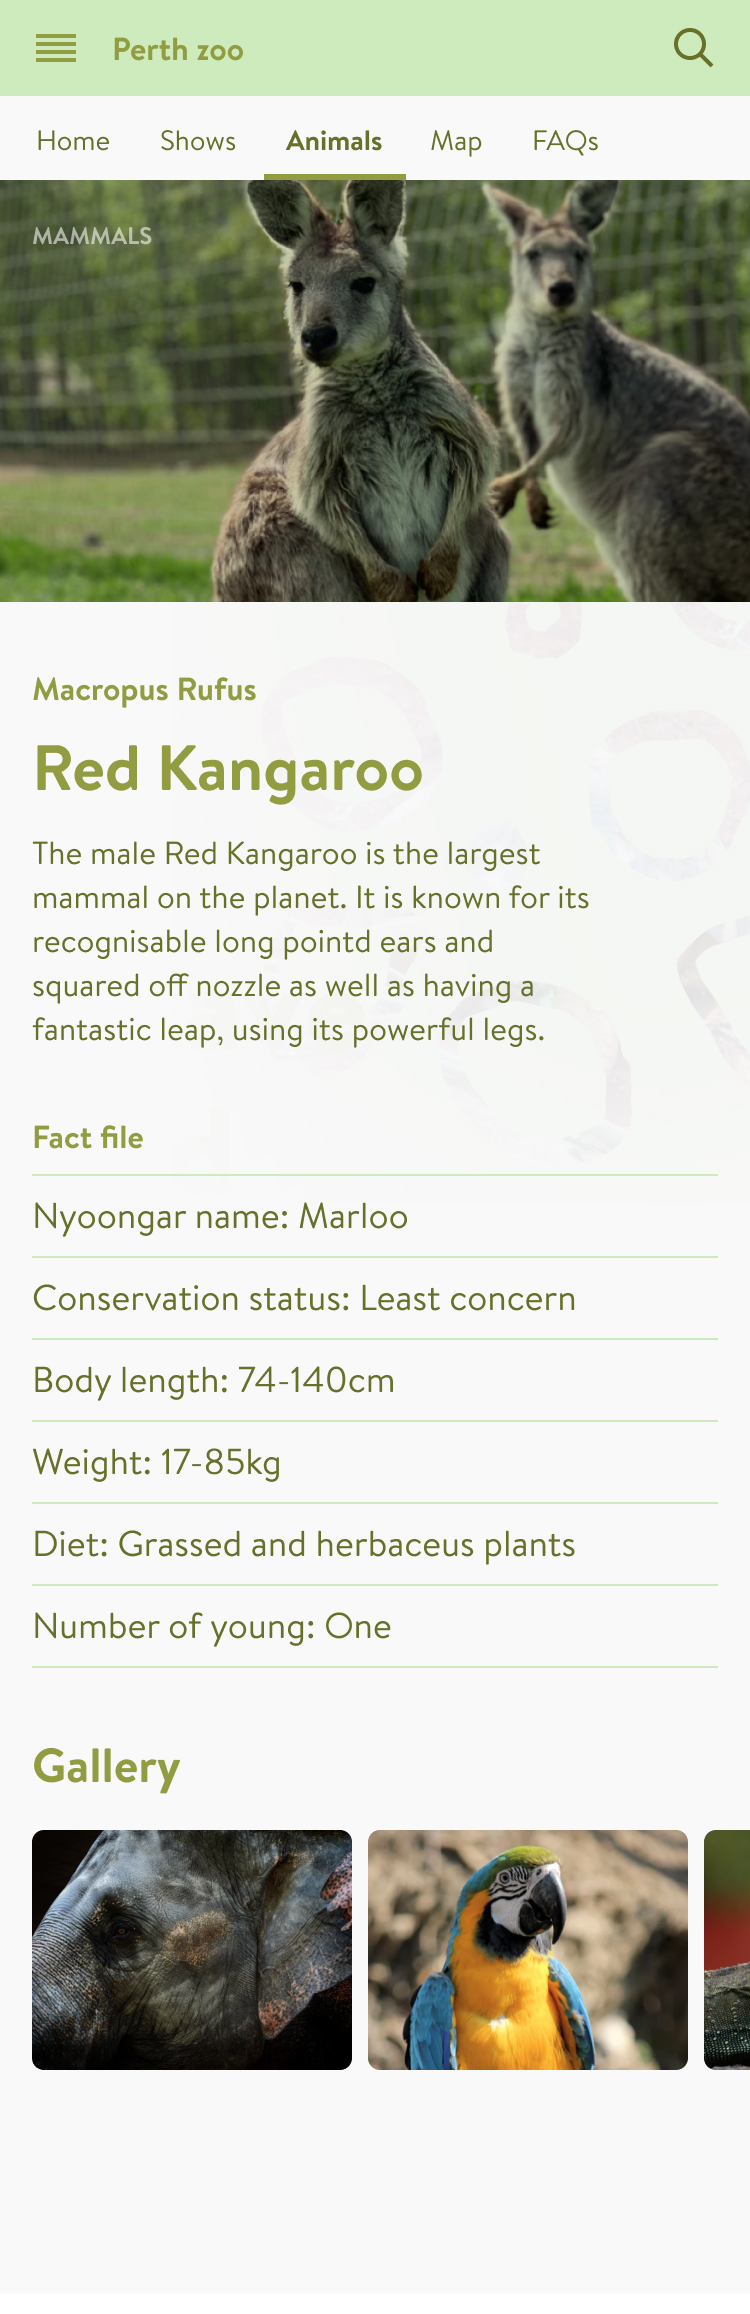 Perth zoo
Home Shows Animals Map FAQs
MAMMALS
Macropus Rufus
Red Kangaroo
The male Red Kangaroo is the largest
mammal on the planet. It is known for its
recognisable long pointd ears and
squared off nozzle as well as having a
fantastic leap, using its powerful legs.
Fact file
Nyoongar name: Marloo
Conservation status: Least concern
Body length: 74-140cm
Weight: 17-85kg
Diet: Grassed and herbaceus plants
Number of young: One
Gallery